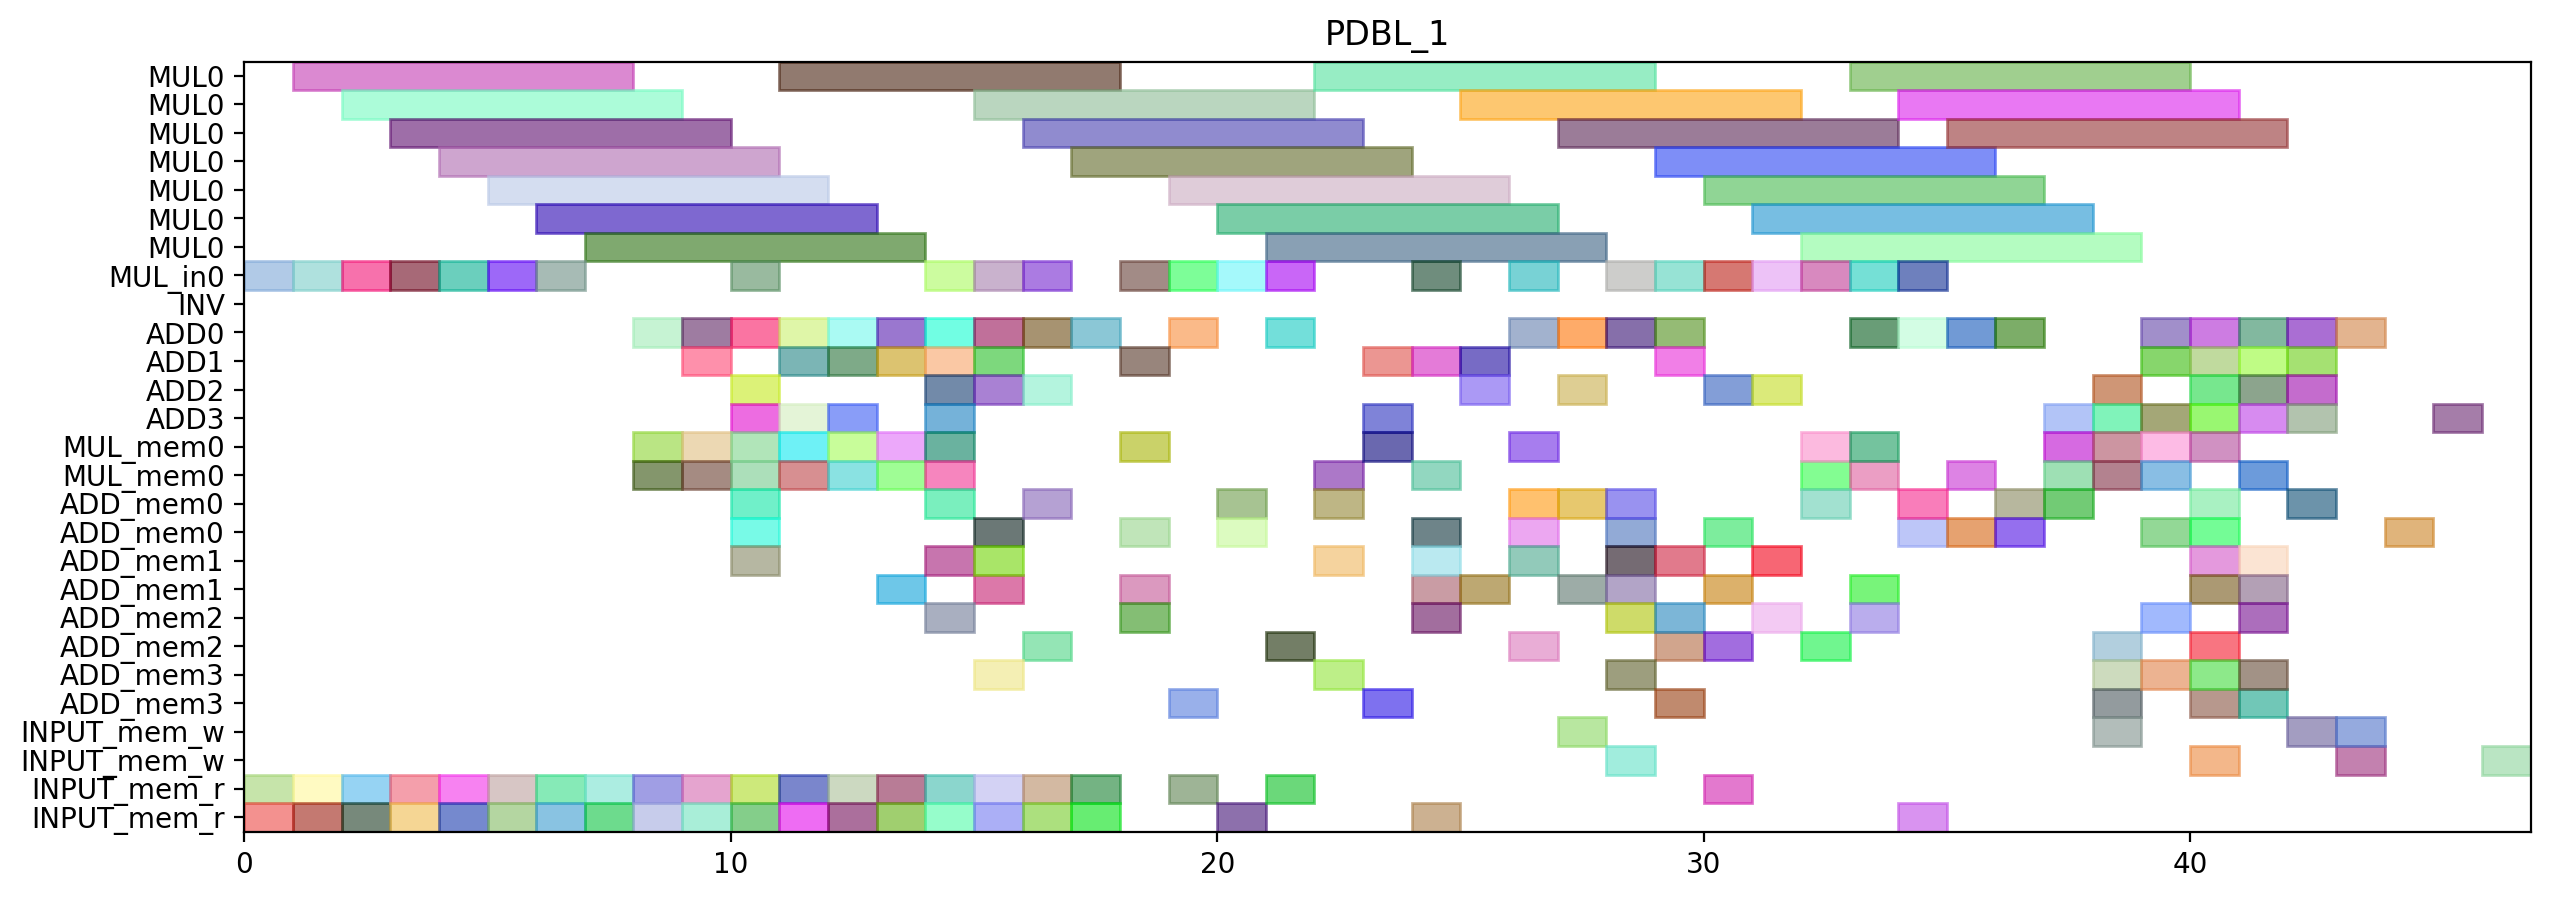 PDBL_1
MUL0
MUL0
MUL0
MUL0
MUL0
MUL0
MUL0
MUL_in0
INV
ADD0
ADD1
ADD2
ADD3
MUL_mem0
MUL_mem0
ADD_mem0
ADD_mem0
ADD_mem1
ADD_mem1
ADD_mem2
ADD_mem2
ADD_mem3
ADD_mem3
INPUT_mem_w
INPUT_mem_w
INPUT_mem_r
INPUT_mem_r
0 10 20 30 40